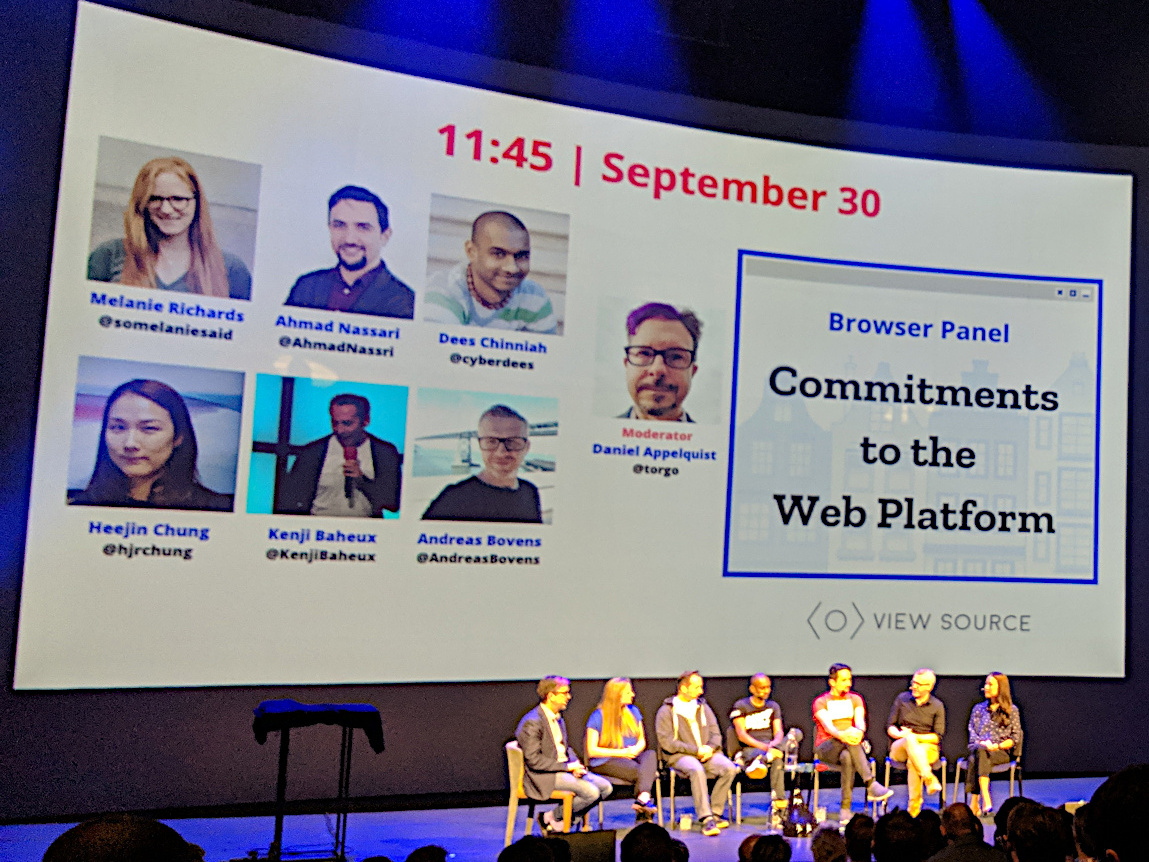 11:45 | September 30
Melanie Richards
@somelaniesaid
Ahmad Nassari
@AhmadNassri
Dees Chinniah
@cyberdees
Heejin Chung
@hjrchung
Kenji Baheux
@KenjiBaheux
Andreas Bovens
@AndreasBovens
Moderator
Daniel Appelquist
@torgo
Browser Panel
Commitments
to the
Web Platform
VIEW SOURCE